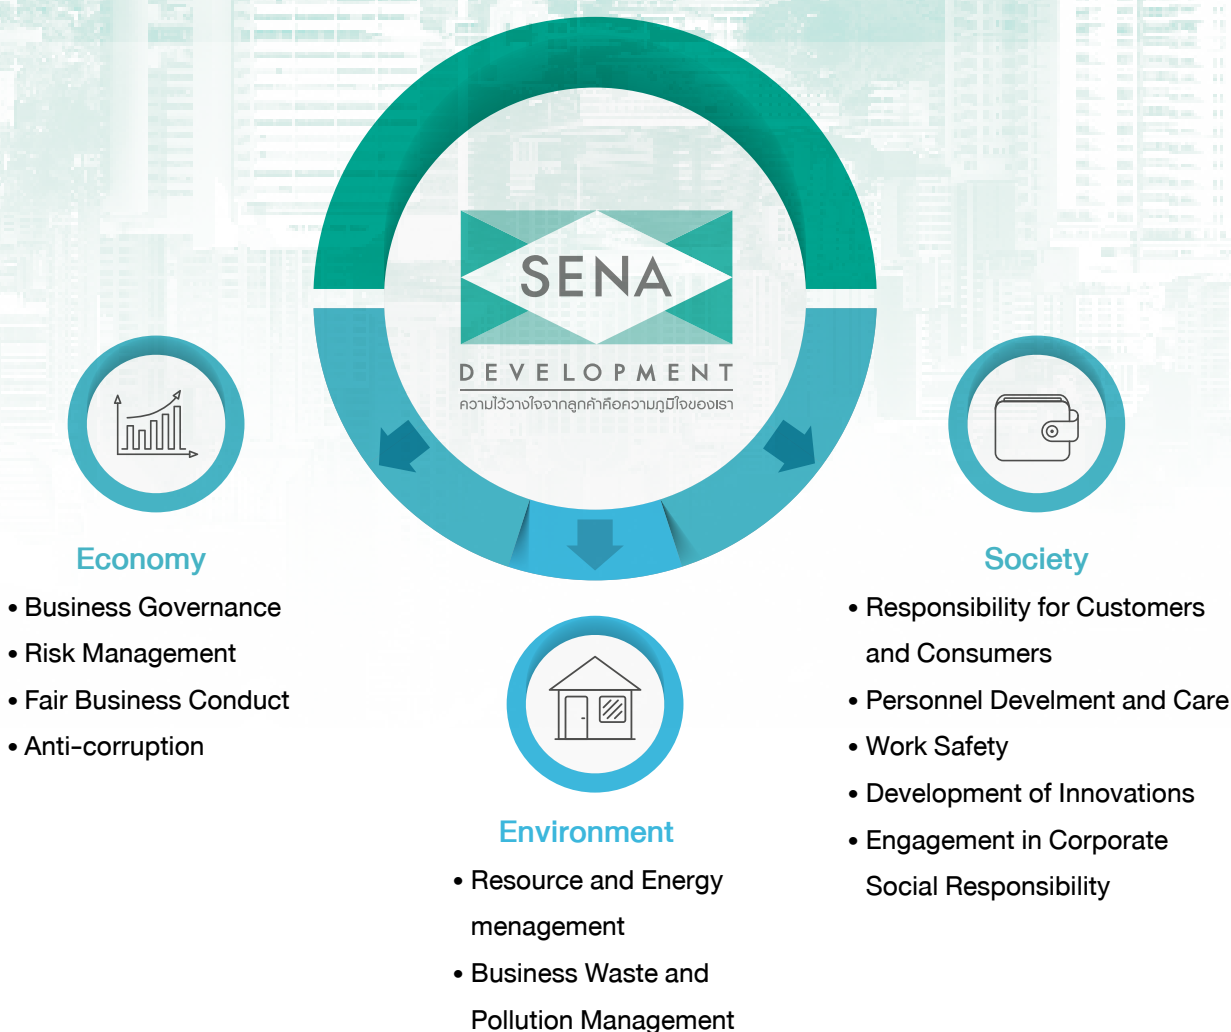 SENA
DEVELOPMENT
ความไว้วางใจจากลูกค้าคือความภูมิใจของเรา
Economy
• Business Governance
• Risk Management
• Fair Business Conduct
• Anti-corruption
Environment
• Resource and Energy
menagement
• Business Waste and
Pollution Management
Society
• Responsibility for Customers
and Consumers
• Personnel Develment and Care
• Work Safety
• Development of Innovations
• Engagement in Corporate
Social Responsibility